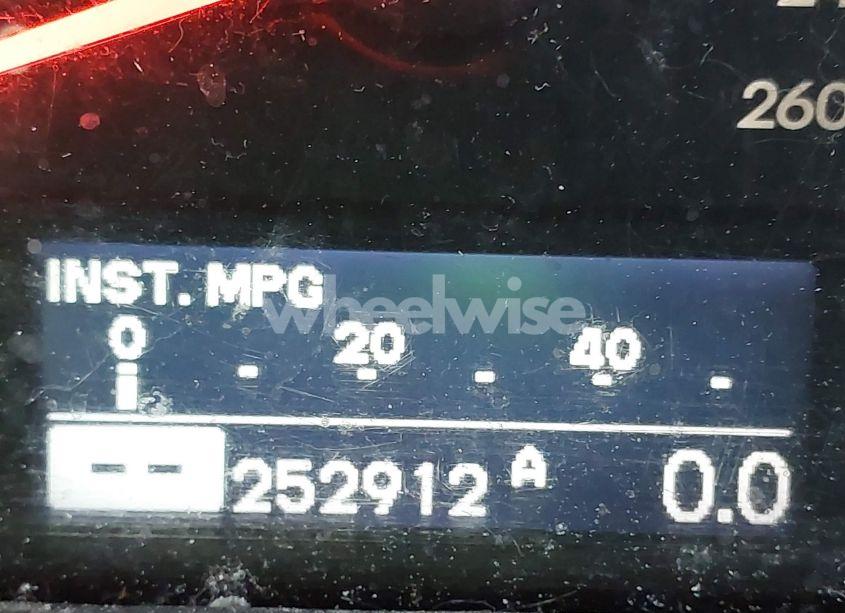 260
INST. MPG
wheelwise
0 20 40
-- 252912 A 0.0